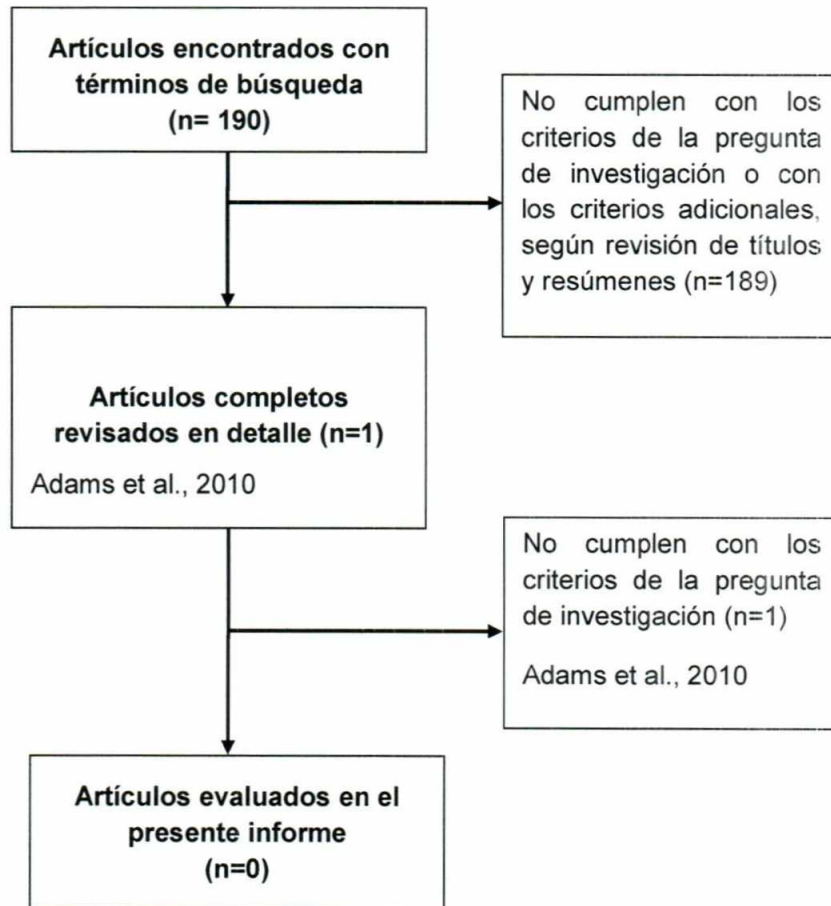 Artículos encontrados con
términos de búsqueda
(n= 190)
No cumplen con los
criterios de la pregunta
de investigación o con
los criterios adicionales,
según revisión de títulos
y resúmenes (n=189)
Artículos completos
revisados en detalle (n=1)
Adams et al., 2010
No cumplen con los
criterios de la pregunta
de investigación (n=1)
Adams et al., 2010
Artículos evaluados en el
presente informe
(n=0)